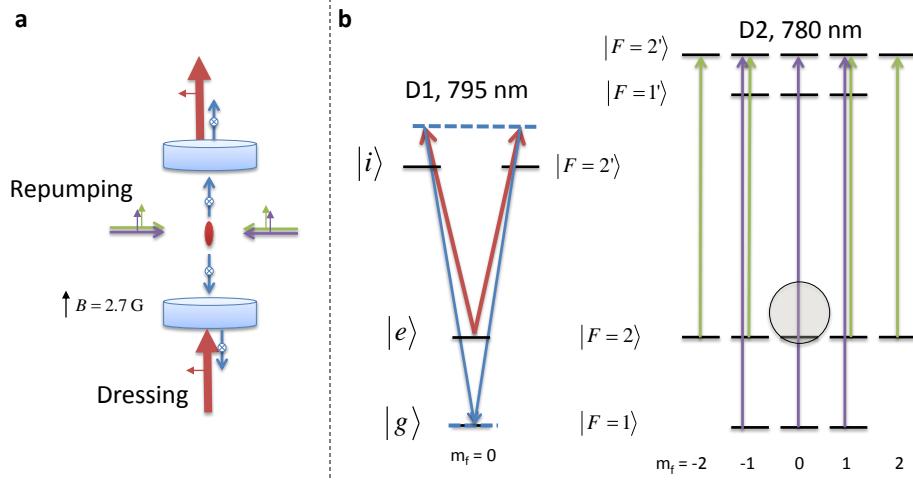 a
Repumping
B = 2.7 G
Dressing
b
D1, 795 nm
|i⟩
|F = 2'⟩
|e⟩
|g⟩
m_f = 0
D2, 780 nm
|F = 2'⟩
|F = 1'⟩
|F = 2⟩
|F = 1⟩
m_f = -2 -1 0 1 2